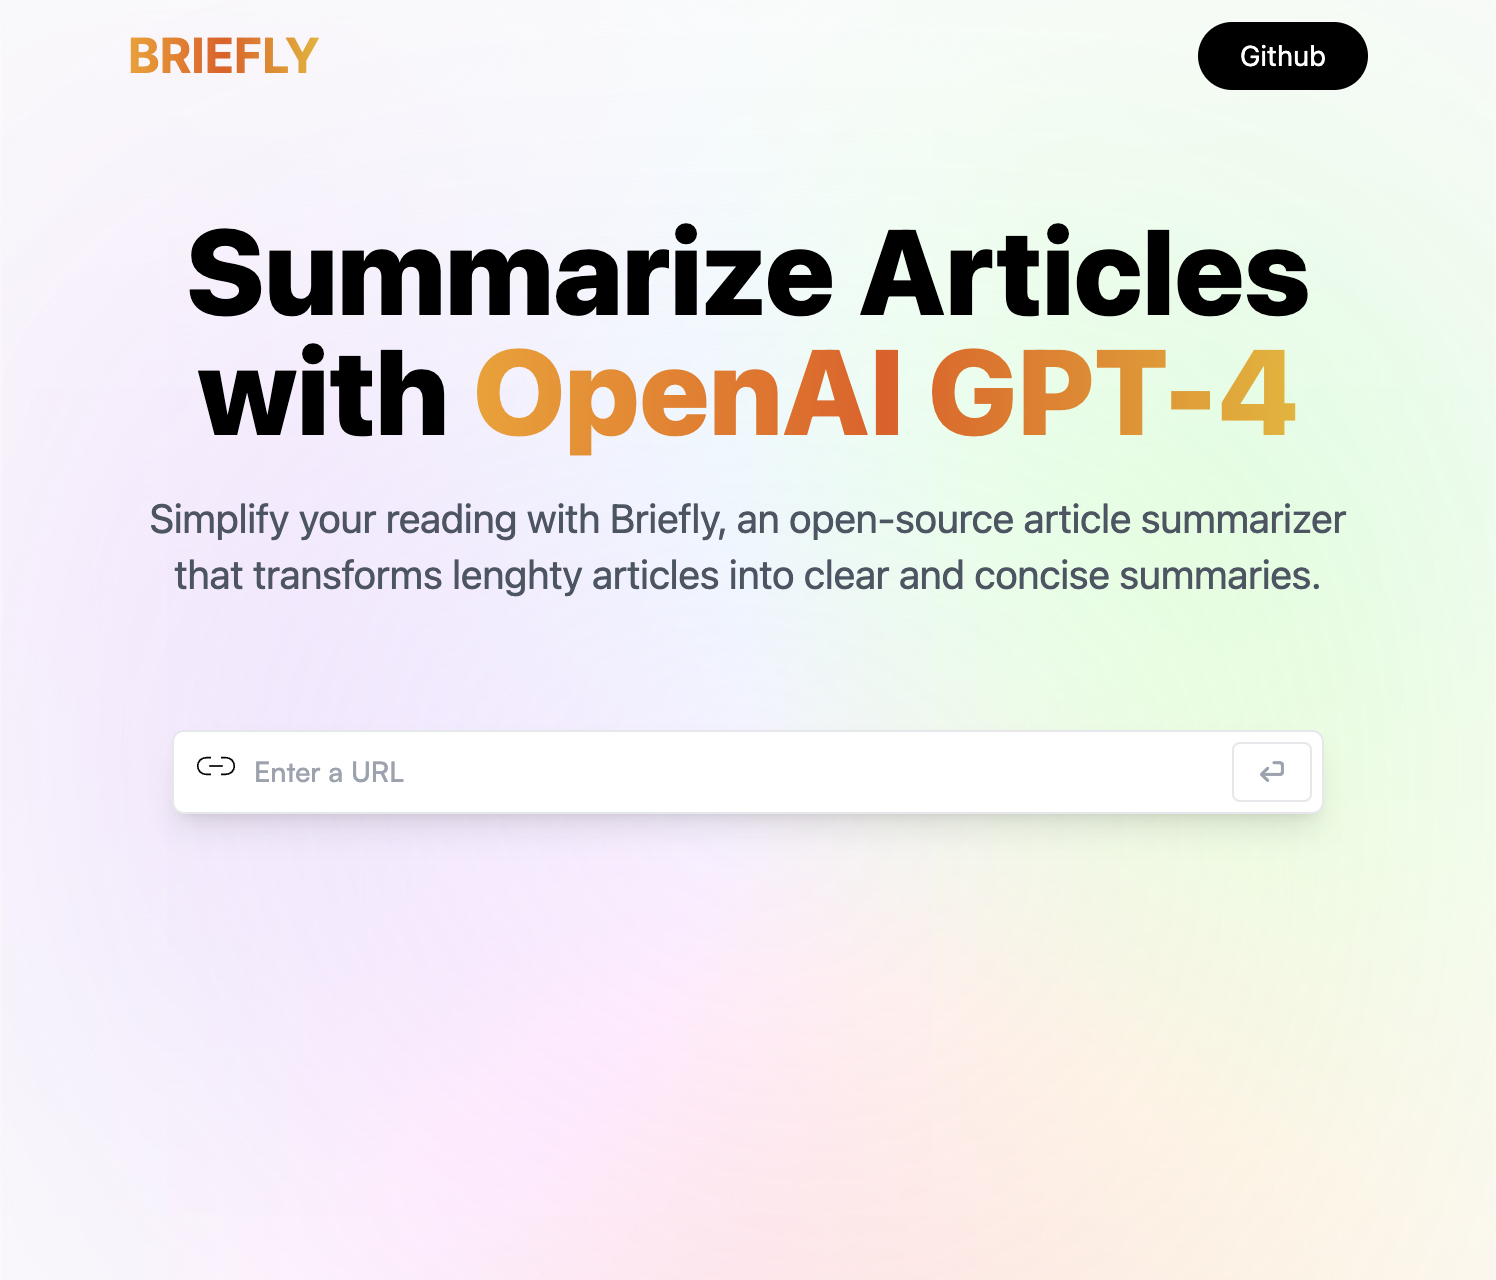 BRIEFLY
Github
Summarize Articles
with OpenAI GPT-4
Simplify your reading with Briefly, an open-source article summarizer
that transforms lenghty articles into clear and concise summaries.
Enter a URL